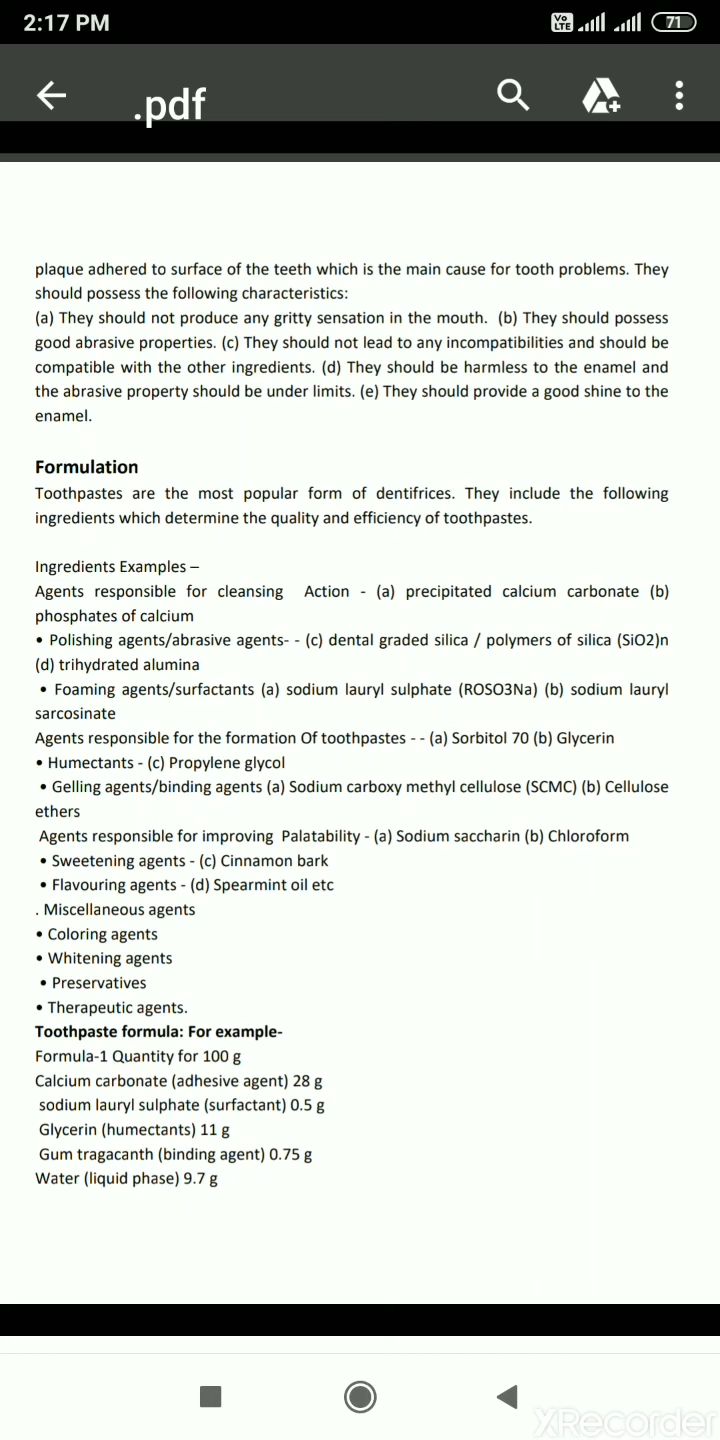 2:17 PM
Vo LTE
71
.pdf
plaque adhered to surface of the teeth which is the main cause for tooth problems. They
should possess the following characteristics:
(a) They should not produce any gritty sensation in the mouth. (b) They should possess
good abrasive properties. (c) They should not lead to any incompatibilities and should be
compatible with the other ingredients. (d) They should be harmless to the enamel and
the abrasive property should be under limits. (e) They should provide a good shine to the
enamel.
Formulation
Toothpastes are the most popular form of dentifrices. They include the following
ingredients which determine the quality and efficiency of toothpastes.
Ingredients Examples –
Agents responsible for cleansing Action - (a) precipitated calcium carbonate (b)
phosphates of calcium
• Polishing agents/abrasive agents- - (c) dental graded silica / polymers of silica (SiO2)n
(d) trihydrated alumina
• Foaming agents/surfactants (a) sodium lauryl sulphate (ROSO3Na) (b) sodium lauryl
sarcosinate
Agents responsible for the formation Of toothpastes - - (a) Sorbitol 70 (b) Glycerin
• Humectants - (c) Propylene glycol
• Gelling agents/binding agents (a) Sodium carboxy methyl cellulose (SCMC) (b) Cellulose
ethers
Agents responsible for improving Palatability - (a) Sodium saccharin (b) Chloroform
• Sweetening agents - (c) Cinnamon bark
• Flavouring agents - (d) Spearmint oil etc
. Miscellaneous agents
• Coloring agents
• Whitening agents
• Preservatives
• Therapeutic agents.
Toothpaste formula: For example-
Formula-1 Quantity for 100 g
Calcium carbonate (adhesive agent) 28 g
sodium lauryl sulphate (surfactant) 0.5 g
Glycerin (humectants) 11 g
Gum tragacanth (binding agent) 0.75 g
Water (liquid phase) 9.7 g
XRecorder